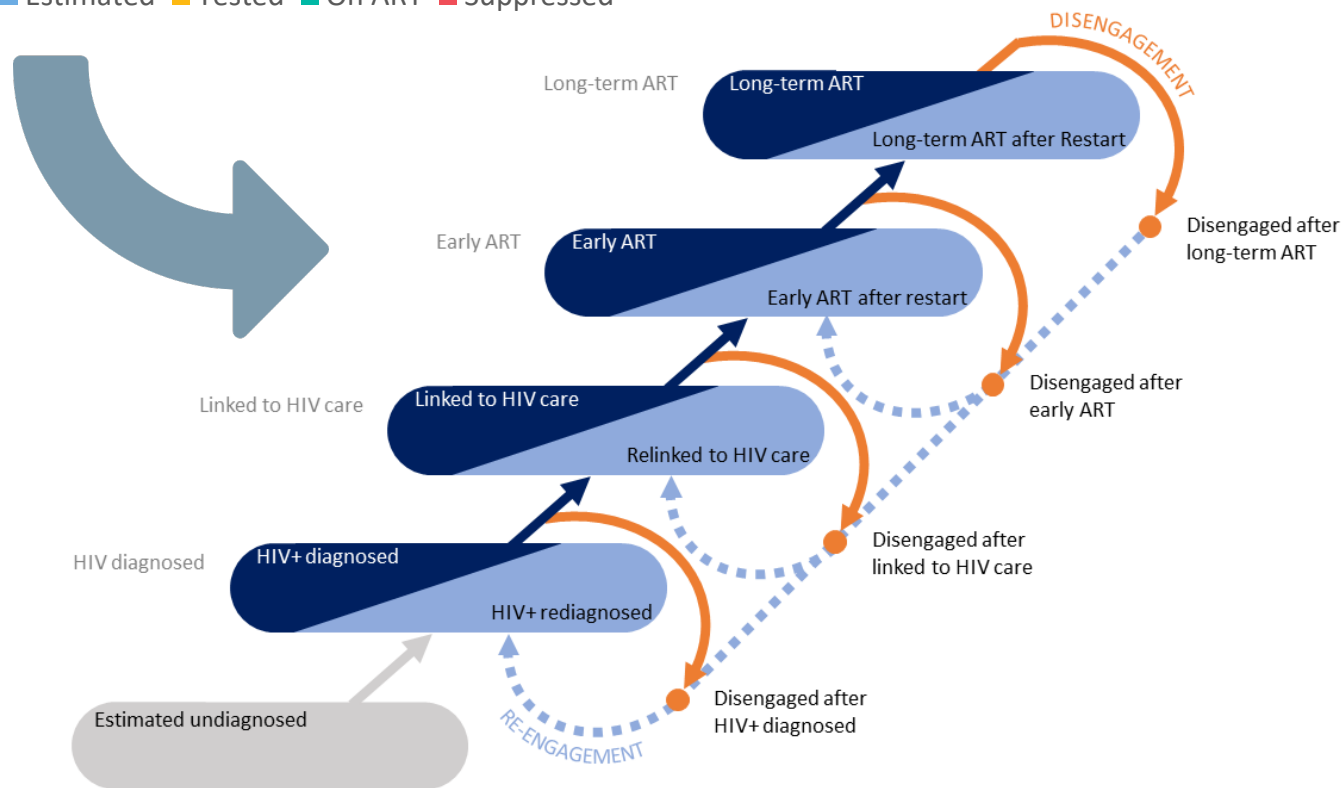 Estimated Tested On ART Suppressed
DISENGAGEMENT
Long-term ART
Long-term ART
Long-term ART after Restart
Disengaged after
long-term ART
Early ART
Early ART
Early ART after restart
Disengaged after
early ART
Linked to HIV care
Linked to HIV care
Relinked to HIV care
Disengaged after
linked to HIV care
HIV diagnosed
HIV+ diagnosed
HIV+ rediagnosed
Disengaged after
HIV+ diagnosed
Estimated undiagnosed
RE-ENGAGEMENT